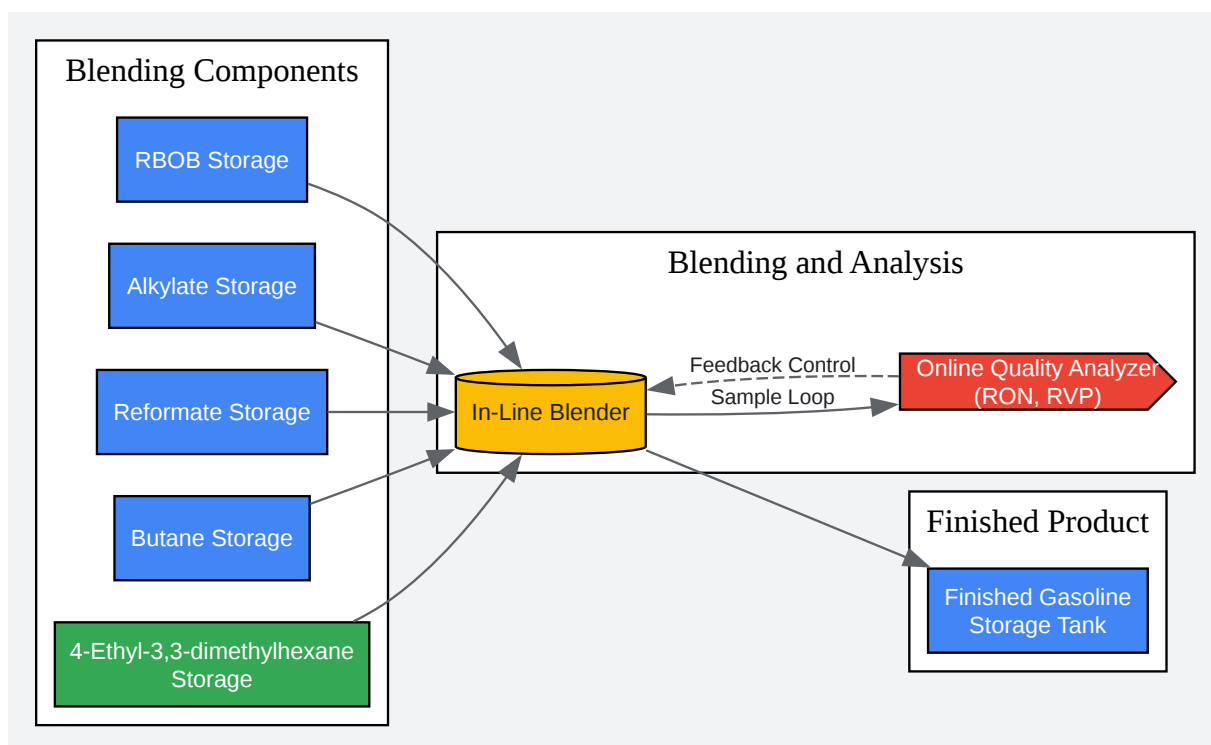 Blending Components
RBOB Storage
Alkylate Storage
Reformate Storage
Butane Storage
4-Ethyl-3,3-dimethylhexane
Storage
Blending and Analysis
In-Line Blender
Feedback Control
Sample Loop
Online Quality Analyzer
(RON, RVP)
Finished Product
Finished Gasoline
Storage Tank